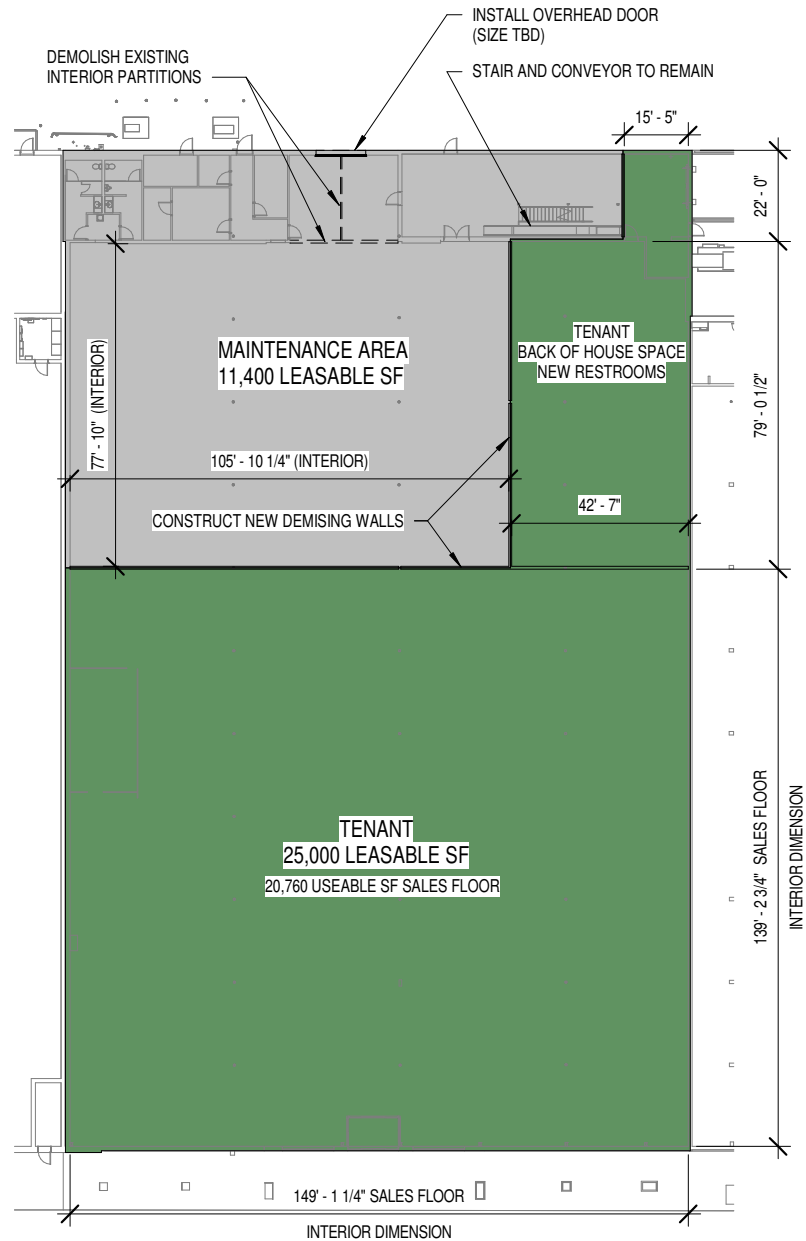 INSTALL OVERHEAD DOOR
(SIZE TBD)
DEMOLISH EXISTING
INTERIOR PARTITIONS
STAIR AND CONVEYOR TO REMAIN
15' - 5"
22' - 0"
MAINTENANCE AREA
11,400 LEASABLE SF
TENANT
BACK OF HOUSE SPACE
NEW RESTROOMS
77' - 10" (INTERIOR)
79' - 0 1/2"
105' - 10 1/4" (INTERIOR)
42' - 7"
CONSTRUCT NEW DEMISING WALLS
TENANT
25,000 LEASABLE SF
20,760 USEABLE SF SALES FLOOR
139' - 2 3/4" SALES FLOOR
INTERIOR DIMENSION
149' - 1 1/4" SALES FLOOR
INTERIOR DIMENSION